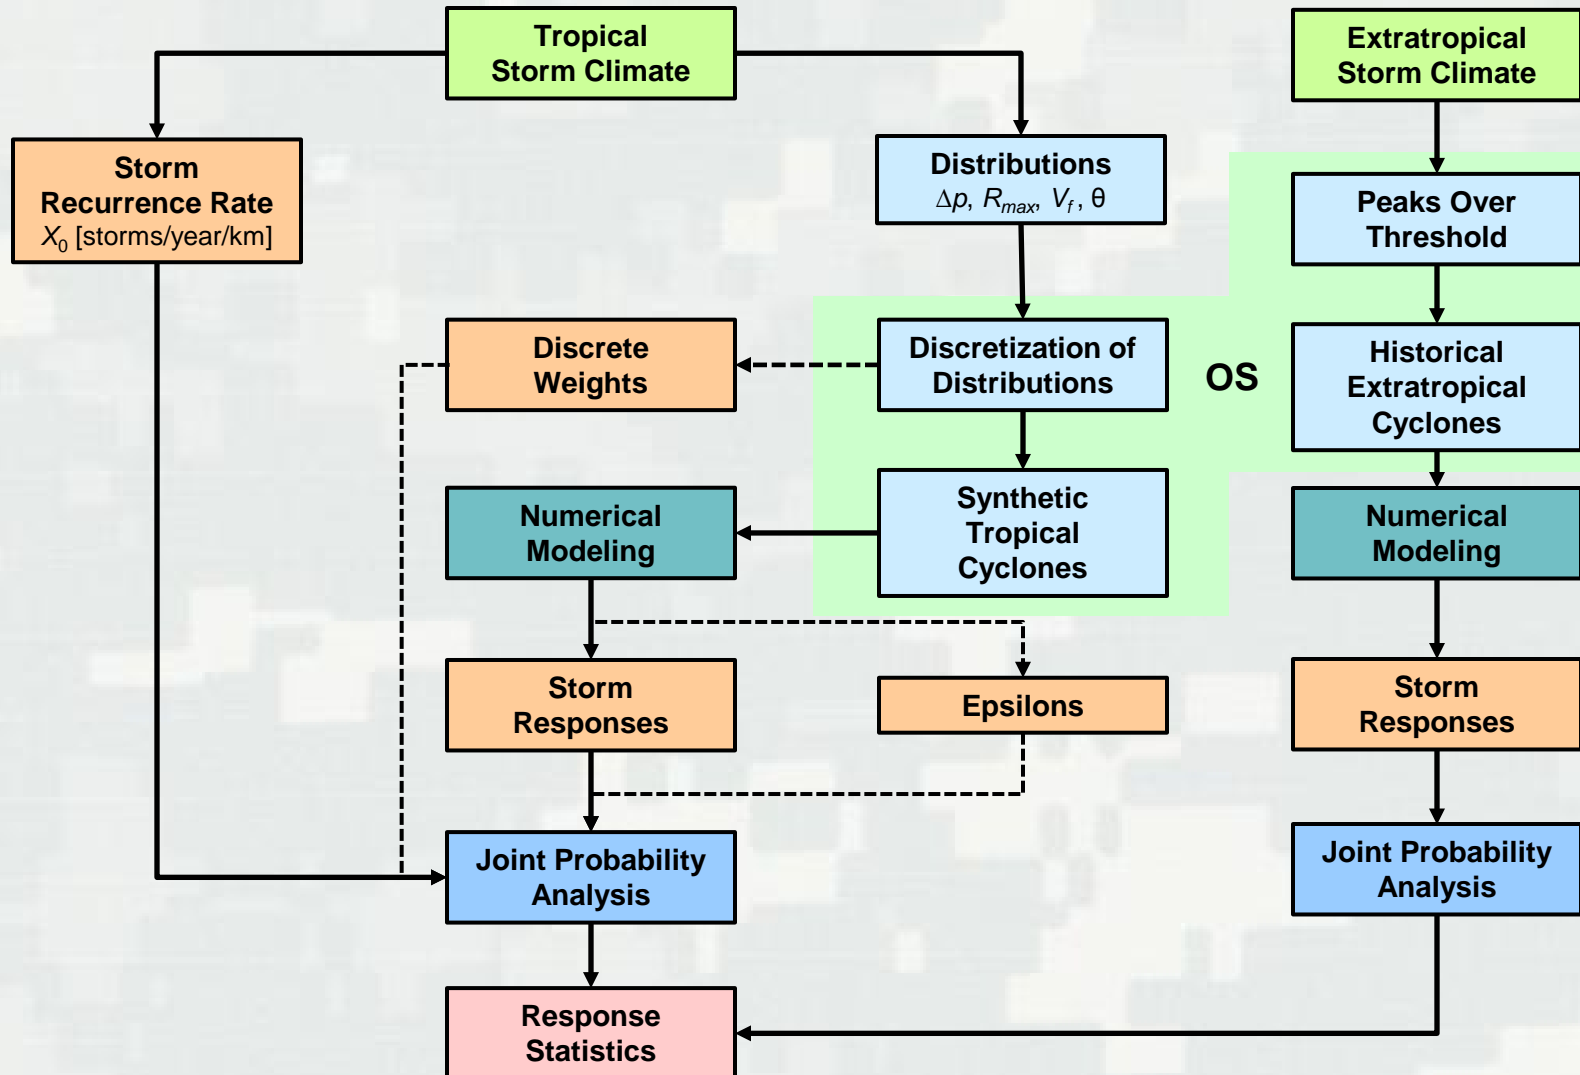 Tropical
Storm Climate
Extratropical
Storm Climate
Storm
Recurrence Rate
X0 [storms/year/km]
Distributions
Δp, Rmax, Vf, θ
Peaks Over
Threshold
Discrete
Weights
Discretization of
Distributions
OS
Historical
Extratropical
Cyclones
Numerical
Modeling
Synthetic
Tropical
Cyclones
Numerical
Modeling
Storm
Responses
Epsilons
Storm
Responses
Joint Probability
Analysis
Joint Probability
Analysis
Response
Statistics